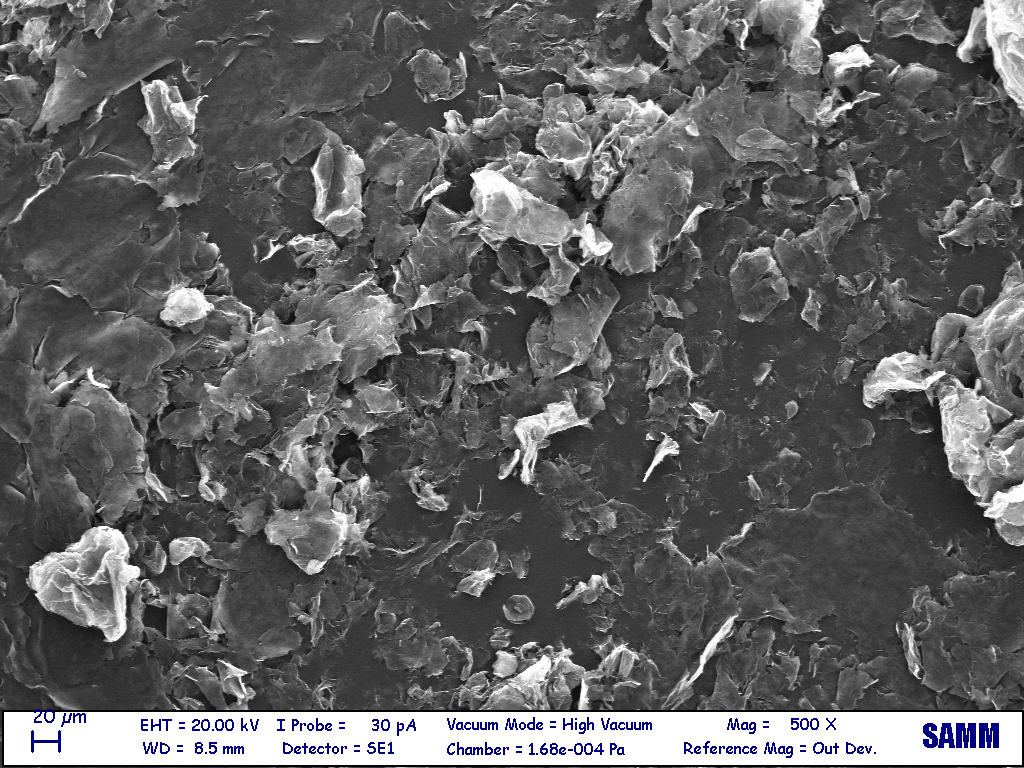 20 µm
EHT = 20.00 kV I Probe = 30 pA Vacuum Mode = High Vacuum Mag = 500 X
WD = 8.5 mm Detector = SE1 Chamber = 1.68e-004 Pa Reference Mag = Out Dev.
SAMM